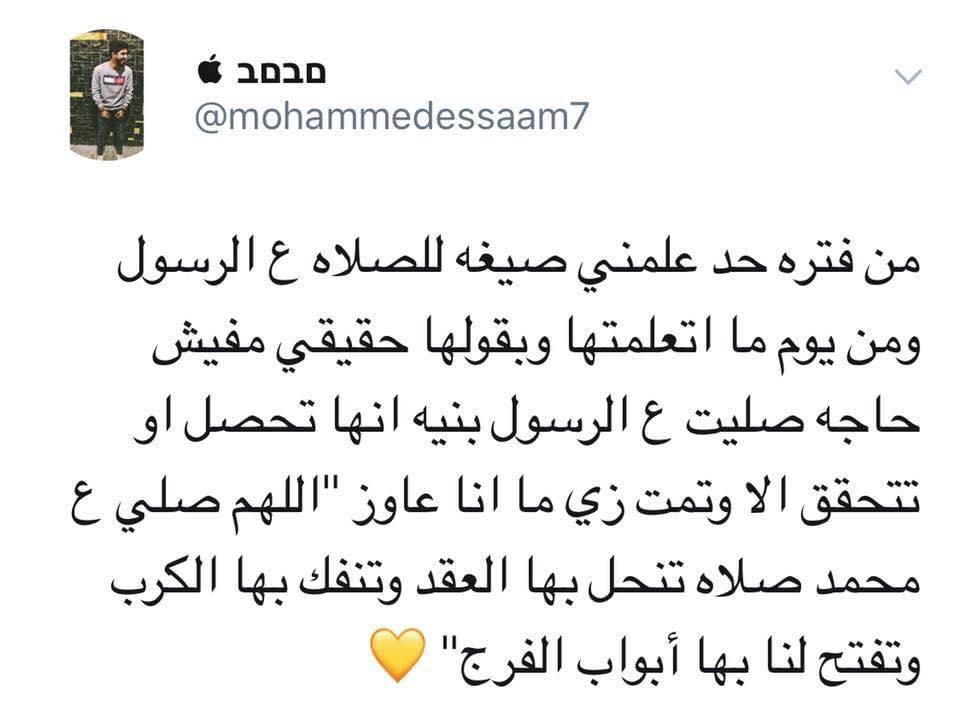 מבמב
@mohammedessaam7
من فتره حد علمني صيغه للصلاه ع الرسول
ومن يوم ما اتعلمتها وبقولها حقيقي مفيش
حاجه صليت ع الرسول بنيه انها تحصل او
تتحقق الا وتمت زي ما انا عاوز "اللهم صلي ع
محمد صلاه تنحل بها العقد وتنفك بها الكرب
وتفتح لنا بها أبواب الفرج" 💛